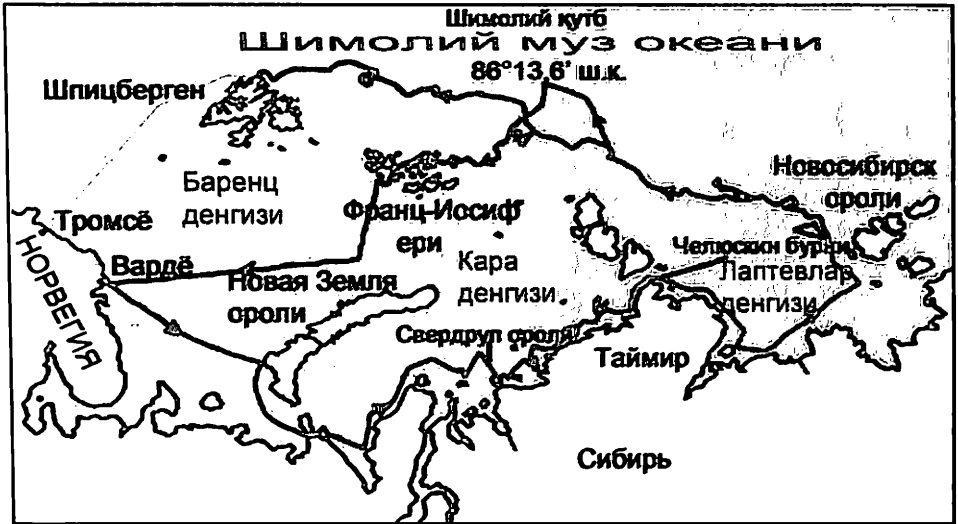 Шимолий қутб
Шимолий муз океани
86°13,6' ш.к.
Шпицберген
Баренц
денгизи
Новосибирск
ороли
Тромсё
Франц-Иосиф
ери
Челюскин бурни
НОРВЕГИЯ
Вардё
Кара
денгизи
Лаптевлар
денгизи
Новая Земля
ороли
Свердруп ороли
Таймир
Сибирь